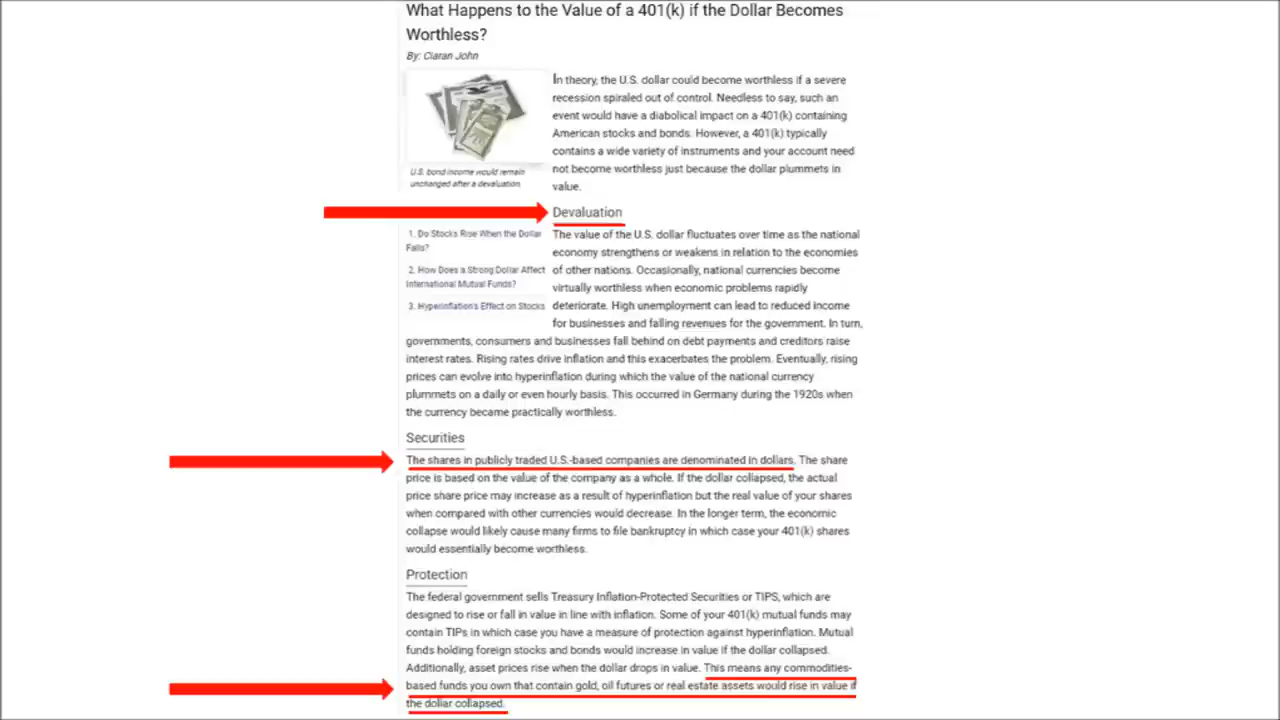 What Happens to the Value of a 401(k) if the Dollar Becomes
Worthless?
By: Ciaran John
In theory, the U.S. dollar could become worthless if a severe
recession spiraled out of control. Needless to say, such an
event would have a diabolical impact on a 401(k) containing
American stocks and bonds. However, a 401(k) typically
contains a wide variety of instruments and your account need
not become worthless just because the dollar plummets in
value.
U.S. bond income would remain
unchanged after a devaluation.
Devaluation
1. Do Stocks Rise When the Dollar
Falls?
2. How Does a Strong Dollar Affect
International Mutual Funds?
3. Hyperinflation's Effect on Stocks
The value of the U.S. dollar fluctuates over time as the national
economy strengthens or weakens in relation to the economies
of other nations. Occasionally, national currencies become
virtually worthless when economic problems rapidly
deteriorate. High unemployment can lead to reduced income
for businesses and falling revenues for the government. In turn,
governments, consumers and businesses fall behind on debt payments and creditors raise
interest rates. Rising rates drive inflation and this exacerbates the problem. Eventually, rising
prices can evolve into hyperinflation during which the value of the national currency
plummets on a daily or even hourly basis. This occurred in Germany during the 1920s when
the currency became practically worthless.
Securities
The shares in publicly traded U.S.-based companies are denominated in dollars. The share
price is based on the value of the company as a whole. If the dollar collapsed, the actual
price share price may increase as a result of hyperinflation but the real value of your shares
when compared with other currencies would decrease. In the longer term, the economic
collapse would likely cause many firms to file bankruptcy in which case your 401(k) shares
would essentially become worthless.
Protection
The federal government sells Treasury Inflation-Protected Securities or TIPS, which are
designed to rise or fall in value in line with inflation. Some of your 401(k) mutual funds may
contain TIPs in which case you have a measure of protection against hyperinflation. Mutual
funds holding foreign stocks and bonds would increase in value if the dollar collapsed.
Additionally, asset prices rise when the dollar drops in value. This means any commodities-
based funds you own that contain gold, oil futures or real estate assets would rise in value if
the dollar collapsed.